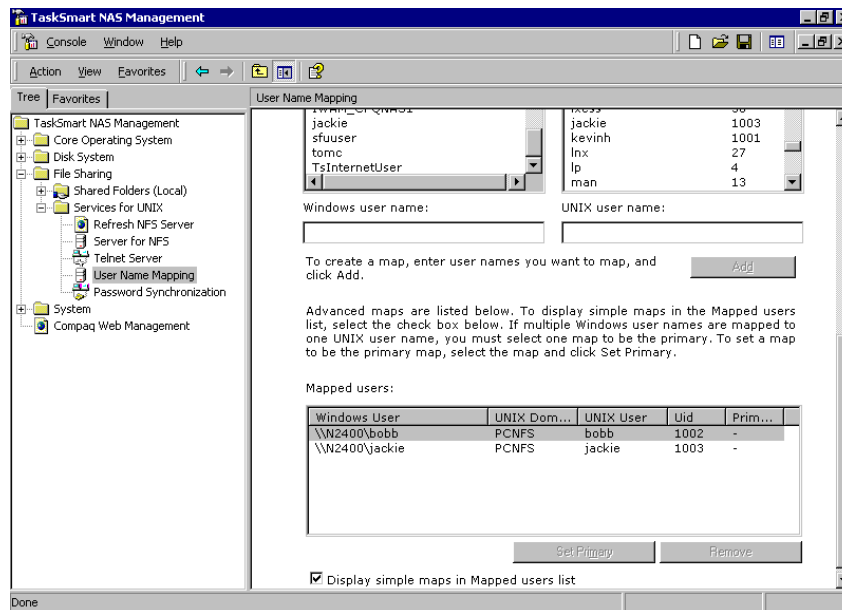 TaskSmart NAS Management
Console Window Help
Action View Favorites
Tree Favorites
User Name Mapping
TaskSmart NAS Management
Core Operating System
Disk System
File Sharing
Shared Folders (Local)
Services for UNIX
Refresh NFS Server
Server for NFS
Telnet Server
User Name Mapping
Password Synchronization
System
Compaq Web Management
jackie
sfuuser
tomc
TsInternetUser
jackie 1003
kevinh 1001
lnx 27
lp 4
man 13
Windows user name:
UNIX user name:
To create a map, enter user names you want to map, and
click Add.
Add
Advanced maps are listed below. To display simple maps in the Mapped users
list, select the check box below. If multiple Windows user names are mapped to
one UNIX user name, you must select one map to be the primary. To set a map
to be the primary map, select the map and click Set Primary.
Mapped users:
Windows User UNIX Dom... UNIX User Uid Prim...
\\N2400\bobb PCNFS bobb 1002 -
\\N2400\jackie PCNFS jackie 1003 -
Set Primary
Remove
Display simple maps in Mapped users list
Done